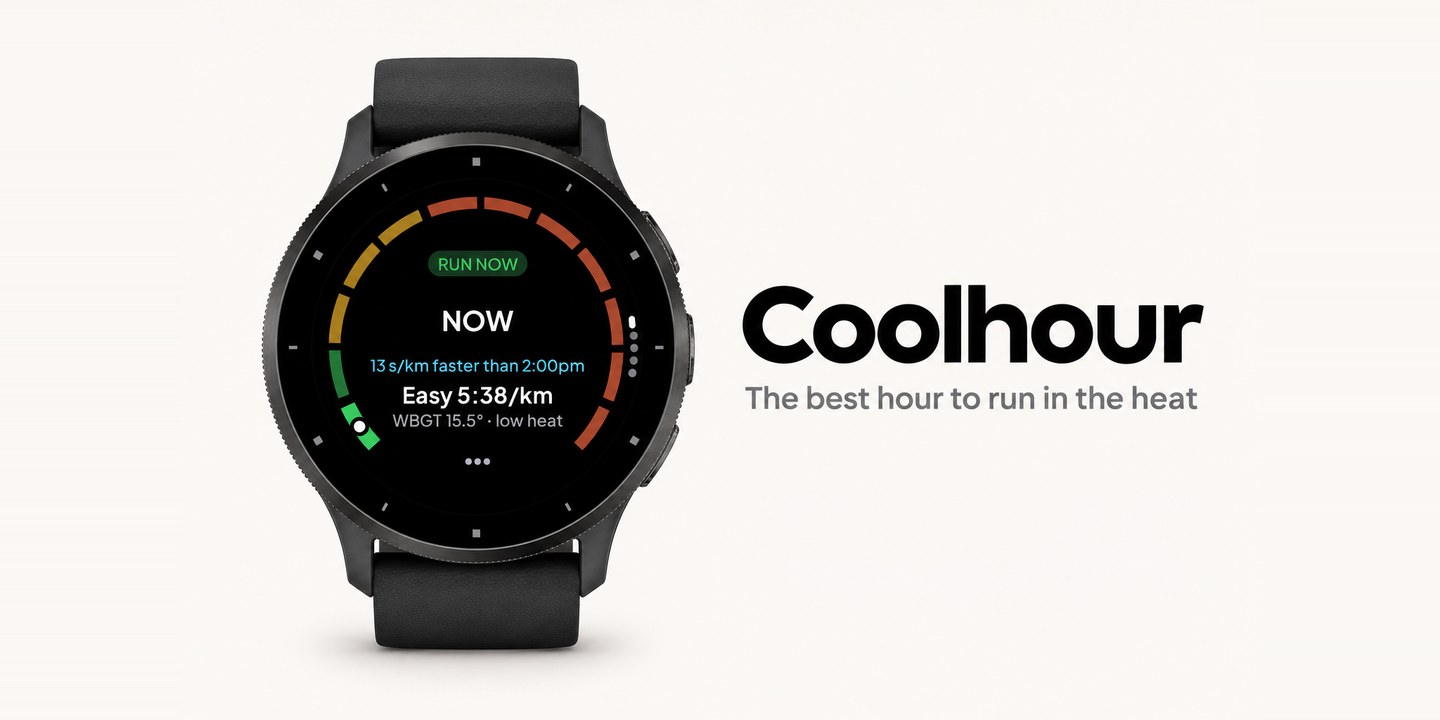 RUN NOW
NOW
13 s/km faster than 2:00pm
Easy 5:38/km
WBGT 15.5° · low heat
Coolhour
The best hour to run in the heat